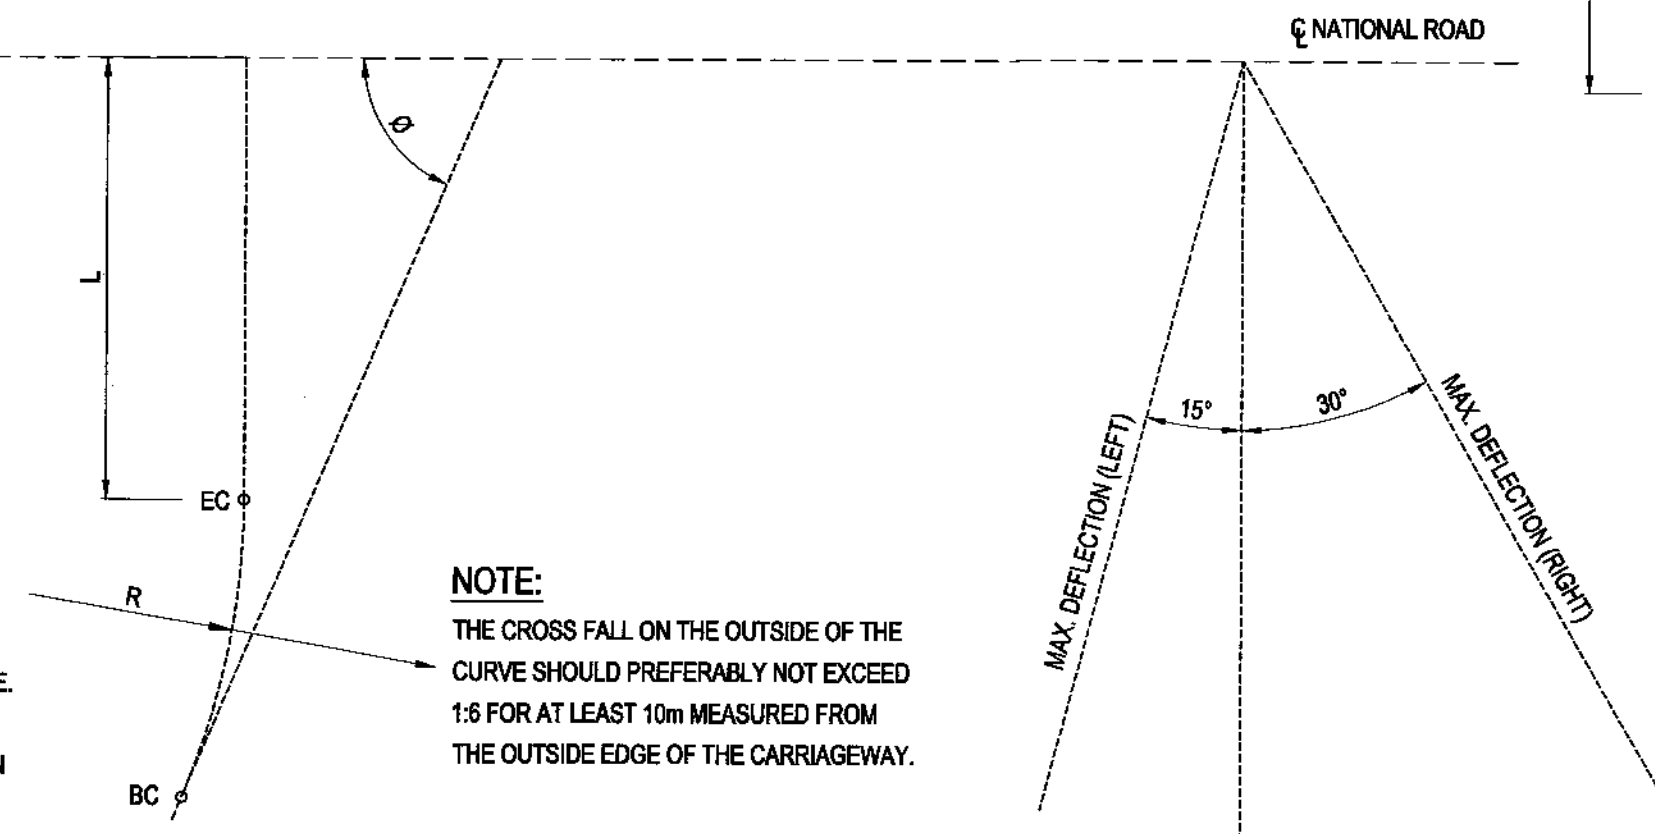 ℄ NATIONAL ROAD
Ø
L
EC
R
BC
E.
N
NOTE:
THE CROSS FALL ON THE OUTSIDE OF THE
CURVE SHOULD PREFERABLY NOT EXCEED
1:6 FOR AT LEAST 10m MEASURED FROM
THE OUTSIDE EDGE OF THE CARRIAGEWAY.
15°
30°
MAX. DEFLECTION (LEFT)
MAX. DEFLECTION (RIGHT)